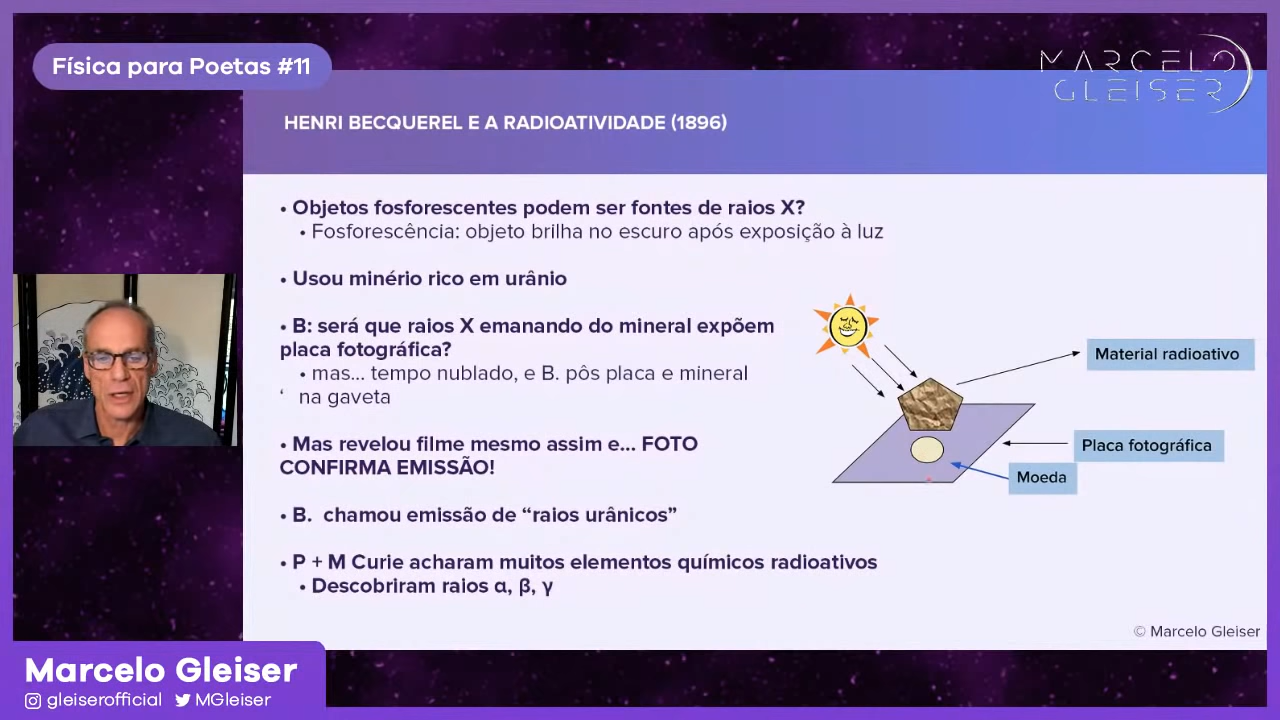 Física para Poetas #11
MARCELO
GLEISER
HENRI BECQUEREL E A RADIOATIVIDADE (1896)
• Objetos fosforescentes podem ser fontes de raios X?
• Fosforescência: objeto brilha no escuro após exposição à luz
• Usou minério rico em urânio
• B: será que raios X emanando do mineral expõem
placa fotográfica?
• mas... tempo nublado, e B. pôs placa e mineral
‘ na gaveta
• Mas revelou filme mesmo assim e... FOTO
CONFIRMA EMISSÃO!
• B. chamou emissão de “raios urânicos”
• P + M Curie acharam muitos elementos químicos radioativos
• Descobriram raios α, β, γ
Material radioativo
Placa fotográfica
Moeda
© Marcelo Gleiser
Marcelo Gleiser
gleiserofficial MGleiser